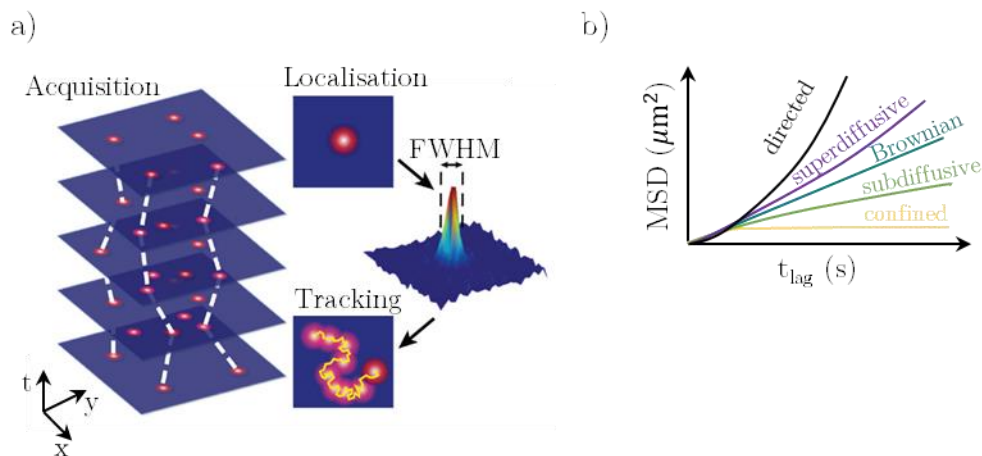 a)
Acquisition
Localisation
FWHM
Tracking
t
y
x
b)
MSD (μm²)
directed
superdiffusive
Brownian
subdiffusive
confined
t_lag (s)